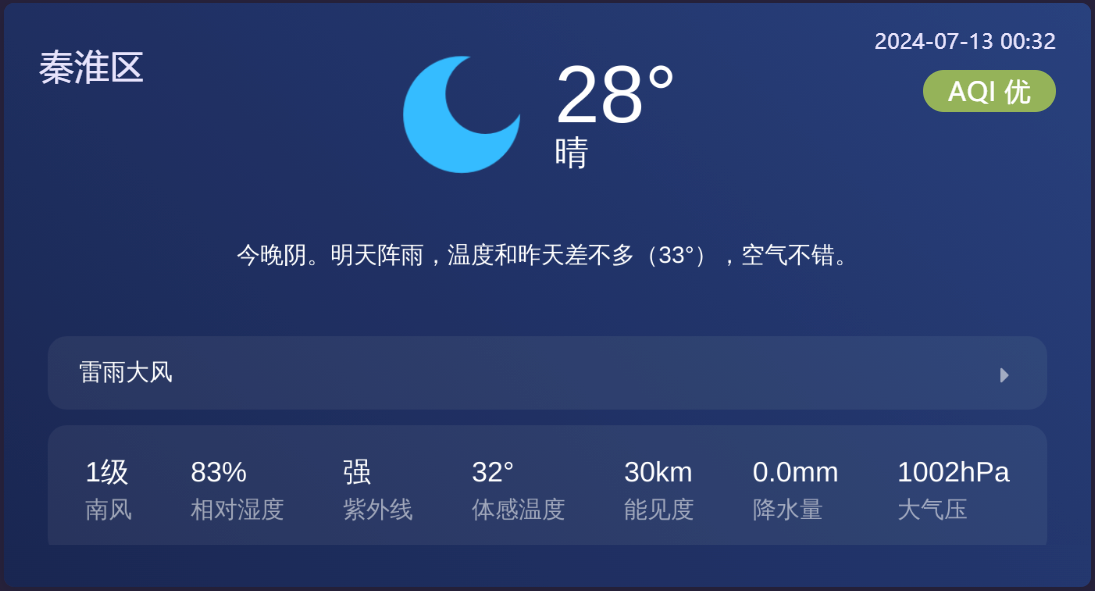 秦淮区
2024-07-13 00:32
AQI 优
28°
晴
今晚阴。明天阵雨，温度和昨天差不多（33°），空气不错。
雷雨大风
1级 83% 强 32° 30km 0.0mm 1002hPa
南风 相对湿度 紫外线 体感温度 能见度 降水量 大气压